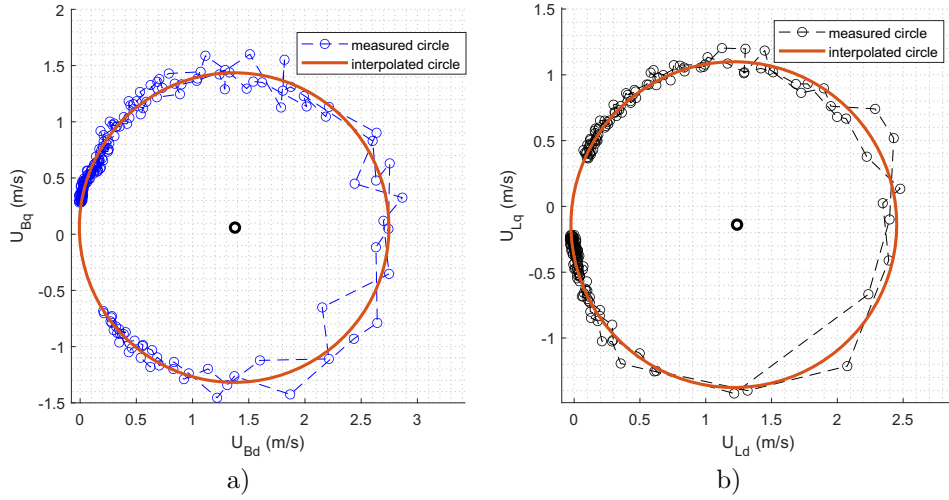 2
1.5
1
0.5
0
-0.5
-1
-1.5
U_Bq (m/s)
0 0.5 1 1.5 2 2.5 3
U_Bd (m/s)
measured circle
interpolated circle
a)
1.5
1
0.5
0
-0.5
-1
U_Lq (m/s)
0 0.5 1 1.5 2 2.5
U_Ld (m/s)
measured circle
interpolated circle
b)